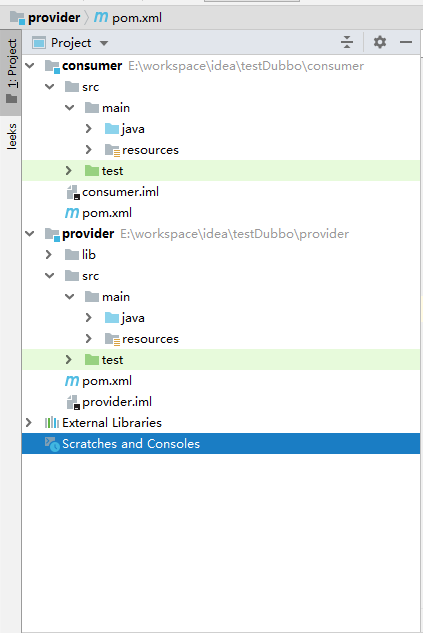 provider pom.xml
1: Project
leeks
Project
consumer E:\workspace\idea\testDubbo\consumer
src
main
java
resources
test
consumer.iml
pom.xml
provider E:\workspace\idea\testDubbo\provider
lib
src
main
java
resources
test
pom.xml
provider.iml
External Libraries
Scratches and Consoles